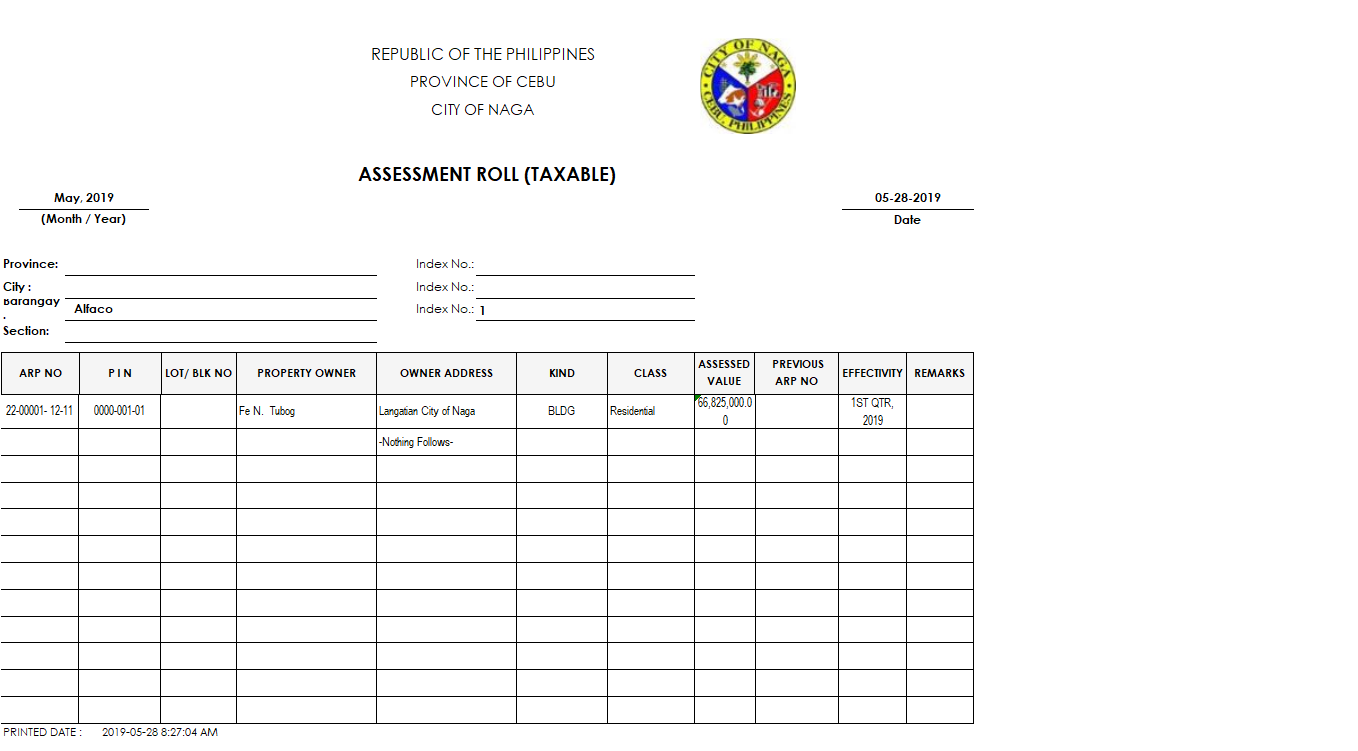 REPUBLIC OF THE PHILIPPINES
PROVINCE OF CEBU
CITY OF NAGA
CITY OF NAGA
CEBU, PHILIPPINES
ASSESSMENT ROLL (TAXABLE)
May, 2019
05-28-2019
(Month / Year)
Date
Province:
Index No.:
City :
Index No.:
Barangay
:
Alfaco
Index No.: 1
Section:
ARP NO
P I N
LOT/ BLK NO
PROPERTY OWNER
OWNER ADDRESS
KIND
CLASS
ASSESSED
VALUE
PREVIOUS
ARP NO
EFFECTIVITY
REMARKS
22-00001- 12-11
0000-001-01
Fe N.  Tubog
Langatian City of Naga
BLDG
Residential
66,825,000.0
0
1ST QTR,
2019
-Nothing Follows-
PRINTED DATE : 2019-05-28 8:27:04 AM